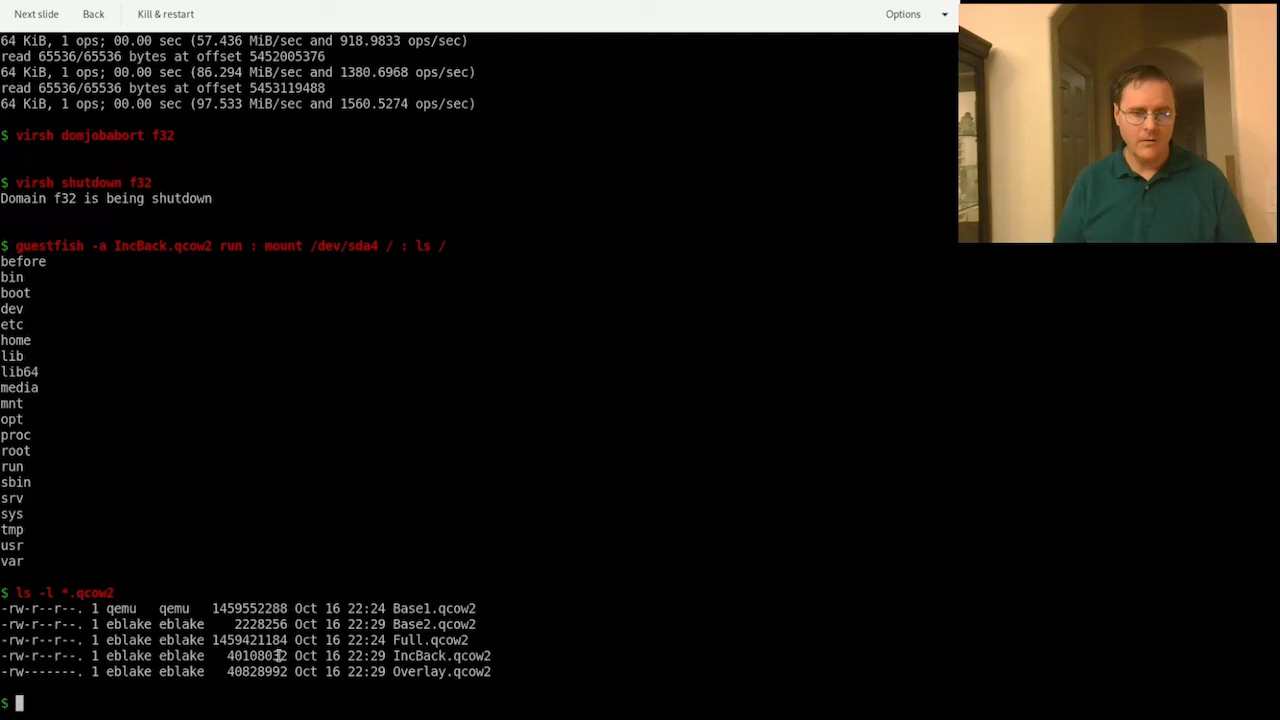 Next slide Back Kill & restart Options
64 KiB, 1 ops; 00.00 sec (57.436 MiB/sec and 918.9833 ops/sec)
read 65536/65536 bytes at offset 5452005376
64 KiB, 1 ops; 00.00 sec (86.294 MiB/sec and 1380.6968 ops/sec)
read 65536/65536 bytes at offset 5453119488
64 KiB, 1 ops; 00.00 sec (97.533 MiB/sec and 1560.5274 ops/sec)
$ virsh domjobabort f32
$ virsh shutdown f32
Domain f32 is being shutdown
$ guestfish -a IncBack.qcow2 run : mount /dev/sda4 / : ls /
before
bin
boot
dev
etc
home
lib
lib64
media
mnt
opt
proc
root
run
sbin
srv
sys
tmp
usr
var
$ ls -l *.qcow2
-rw-r--r--. 1 qemu   qemu   1459552288 Oct 16 22:24 Base1.qcow2
-rw-r--r--. 1 eblake eblake    2228256 Oct 16 22:29 Base2.qcow2
-rw-r--r--. 1 eblake eblake 1459421184 Oct 16 22:24 Full.qcow2
-rw-r--r--. 1 eblake eblake   40108032 Oct 16 22:29 IncBack.qcow2
-rw-------. 1 eblake eblake   40828992 Oct 16 22:29 Overlay.qcow2
$